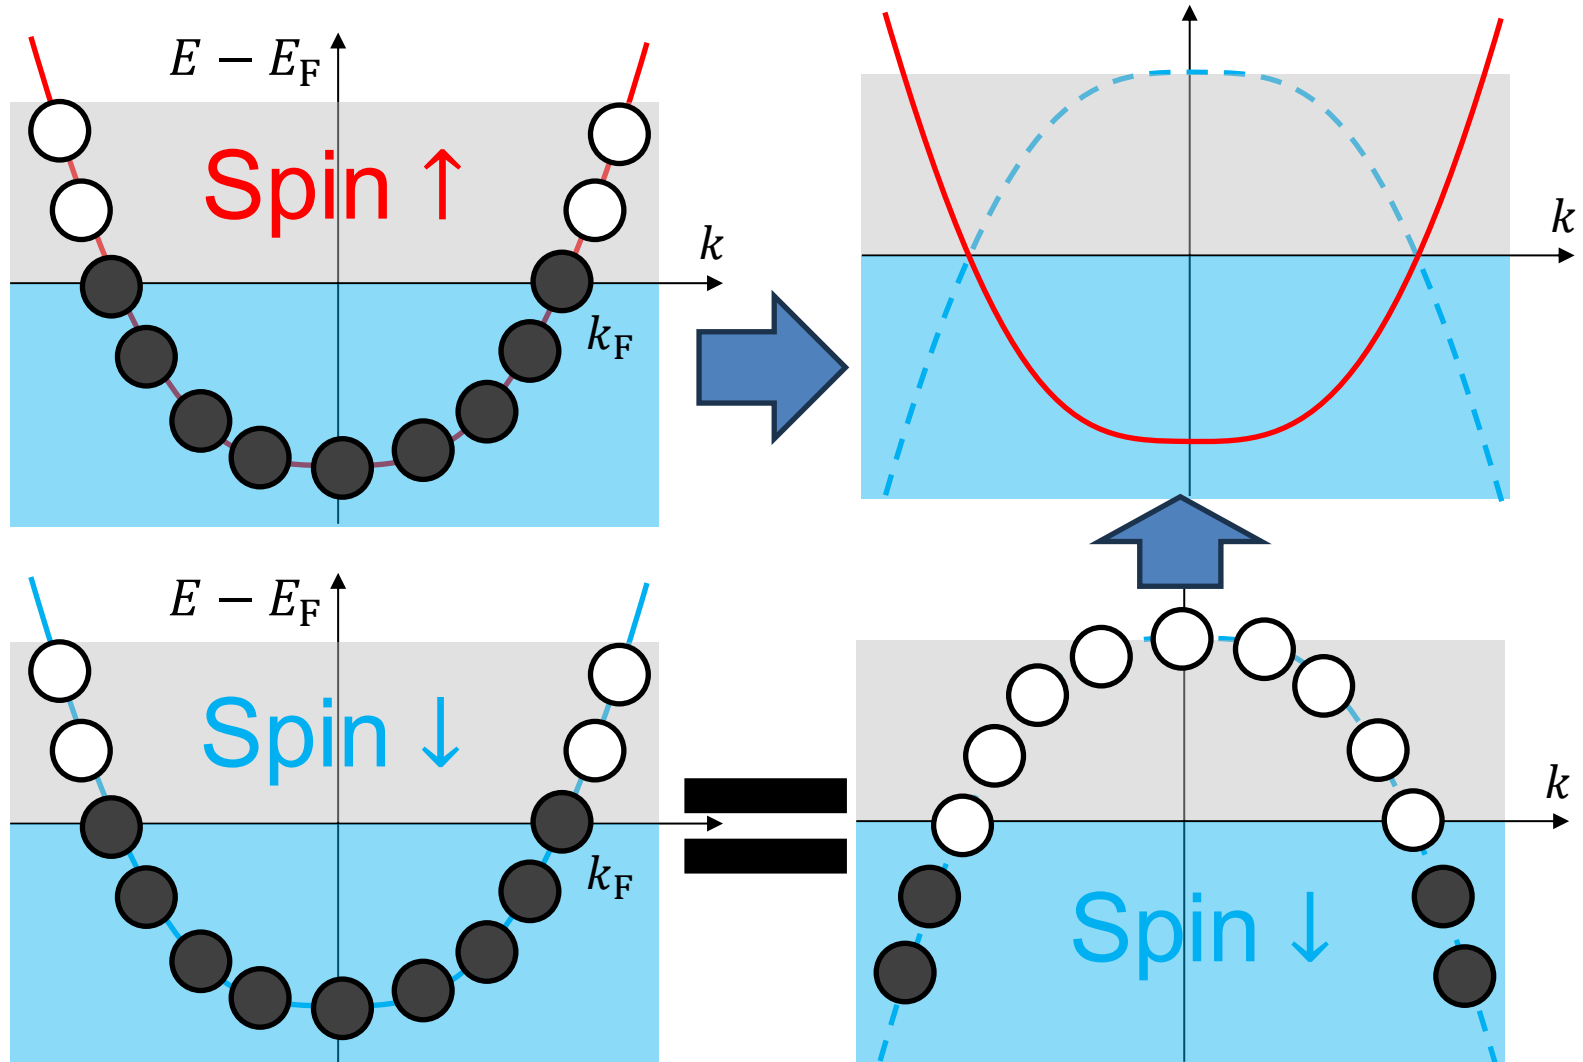 E − E_F
Spin ↑
k
k_F
k
E − E_F
Spin ↓
k_F
k
Spin ↓